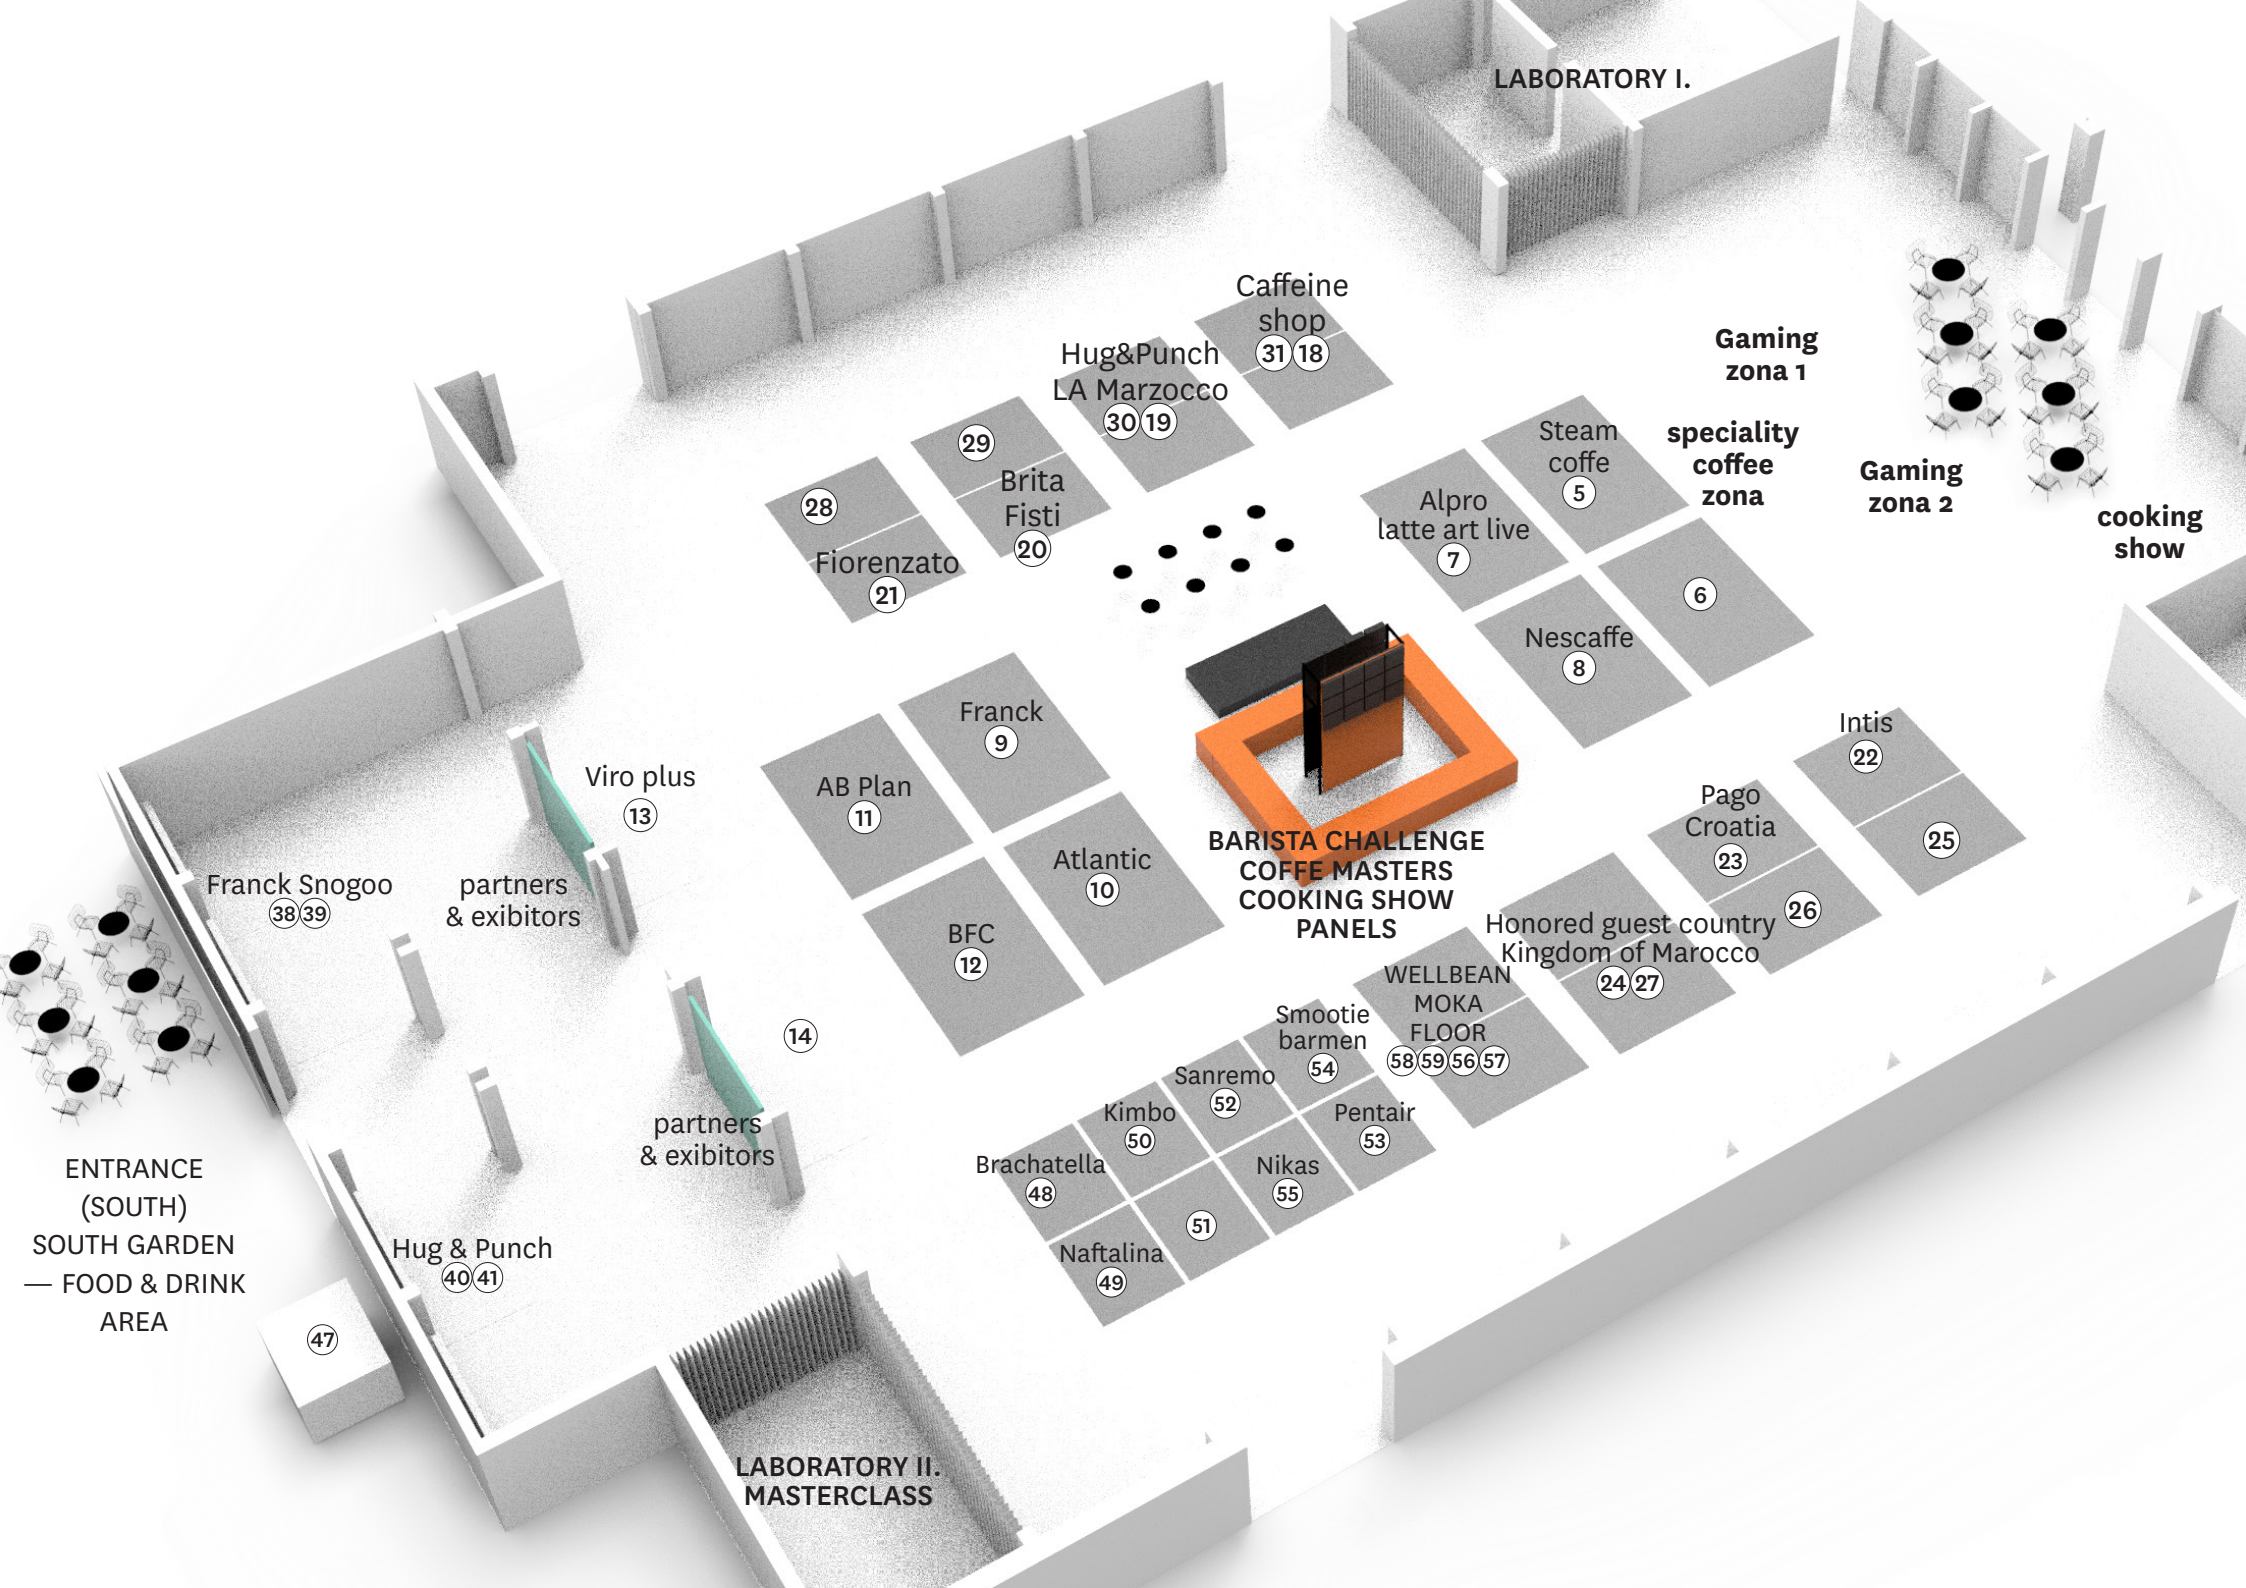 LABORATORY I.
Caffeine
shop
31 18
Hug&Punch
LA Marzocco
30 19
29
Brita
Fisti
20
28
Fiorenzato
21
Gaming
zona 1
speciality
coffee
zona
Gaming
zona 2
cooking
show
Steam
coffe
5
Alpro
latte art live
7
6
Nescaffe
8
Franck
9
AB Plan
11
Atlantic
10
BFC
12
BARISTA CHALLENGE
COFFE MASTERS
COOKING SHOW
PANELS
Intis
22
25
Pago
Croatia
23
26
Honored guest country
Kingdom of Marocco
24 27
WELLBEAN
MOKA
FLOOR
58 59 56 57
Smootie
barmen
54
Sanremo
52
Kimbo
50
Brachatella
48
Pentair
53
Nikas
55
51
Naftalina
49
Viro plus
13
partners
& exibitors
Franck Snogoo
38 39
14
partners
& exibitors
ENTRANCE
(SOUTH)
SOUTH GARDEN
— FOOD & DRINK
AREA
Hug & Punch
40 41
47
LABORATORY II.
MASTERCLASS